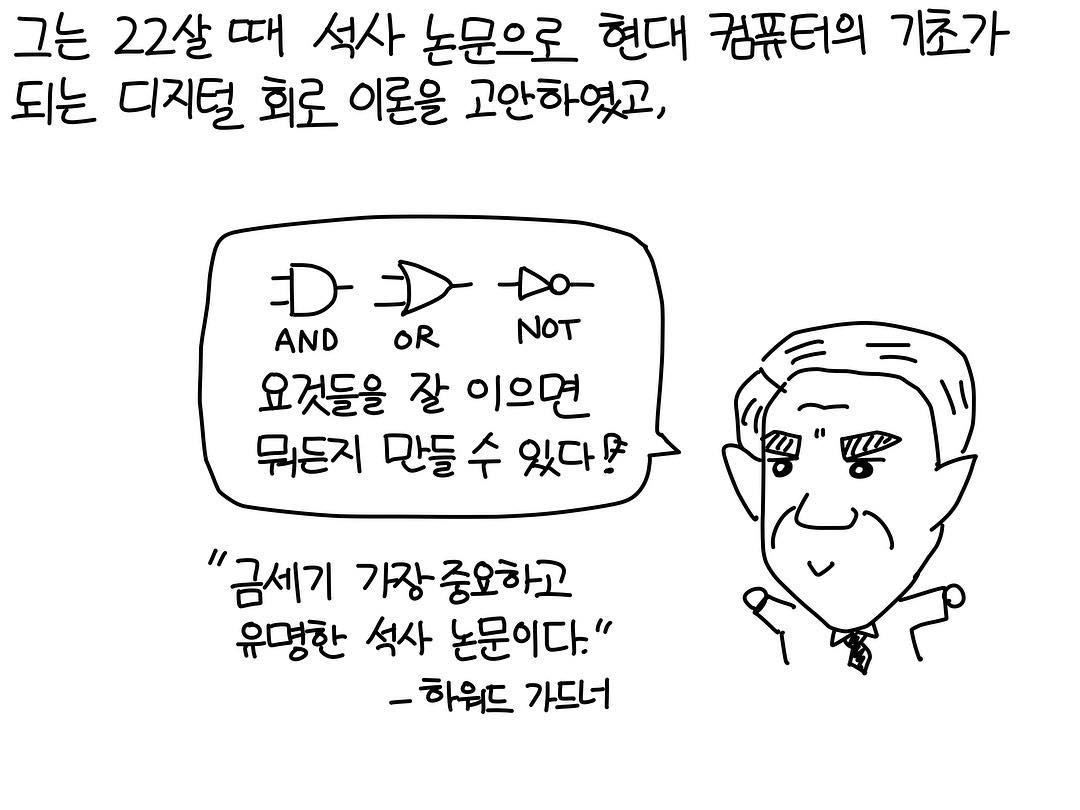 그는 22살 때 석사 논문으로 현대 컴퓨터의 기초가
되는 디지털 회로 이론을 고안하였고,
AND OR NOT
요것들을 잘 이으면
뭐든지 만들 수 있다!
"금세기 가장 중요하고
유명한 석사 논문이다."
- 하워드 가드너